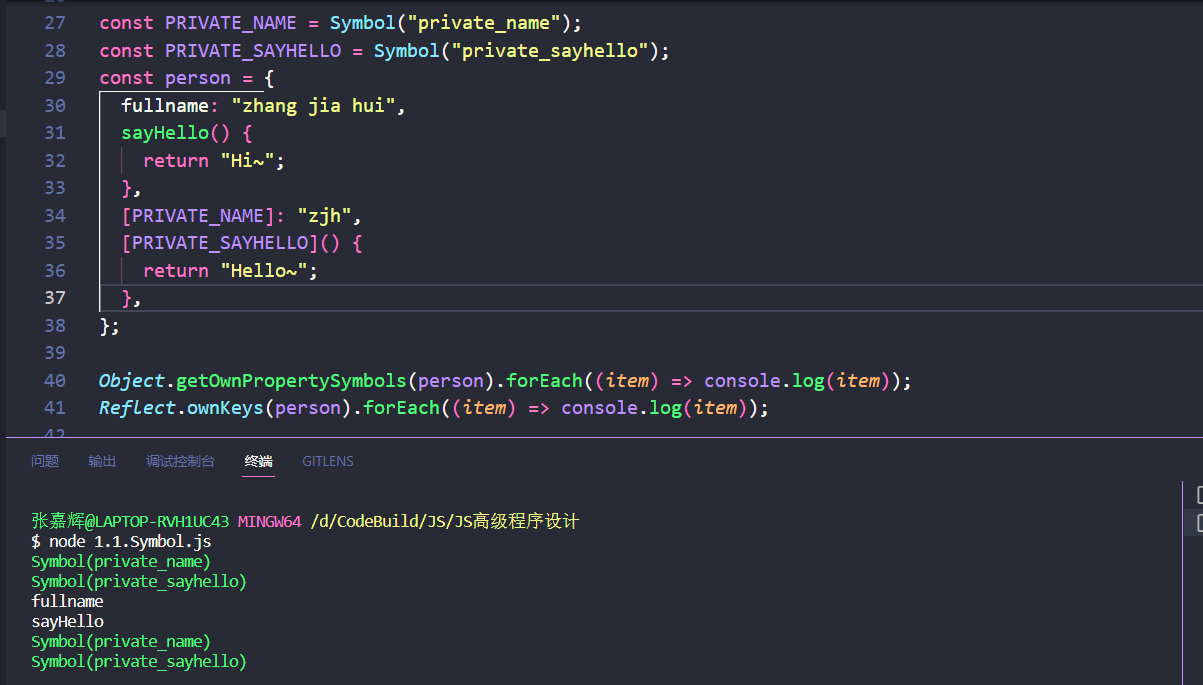 27 const PRIVATE_NAME = Symbol("private_name");
28 const PRIVATE_SAYHELLO = Symbol("private_sayhello");
29 const person = {
30 fullname: "zhang jia hui",
31 sayHello() {
32 return "Hi~";
33 },
34 [PRIVATE_NAME]: "zjh",
35 [PRIVATE_SAYHELLO]() {
36 return "Hello~";
37 },
38 };
39
40 Object.getOwnPropertySymbols(person).forEach((item) => console.log(item));
41 Reflect.ownKeys(person).forEach((item) => console.log(item));
42
问题 输出 调试控制台 终端 GITLENS
张嘉辉@LAPTOP-RVH1UC43 MINGW64 /d/CodeBuild/JS/JS高级程序设计
$ node 1.1.Symbol.js
Symbol(private_name)
Symbol(private_sayhello)
fullname
sayHello
Symbol(private_name)
Symbol(private_sayhello)